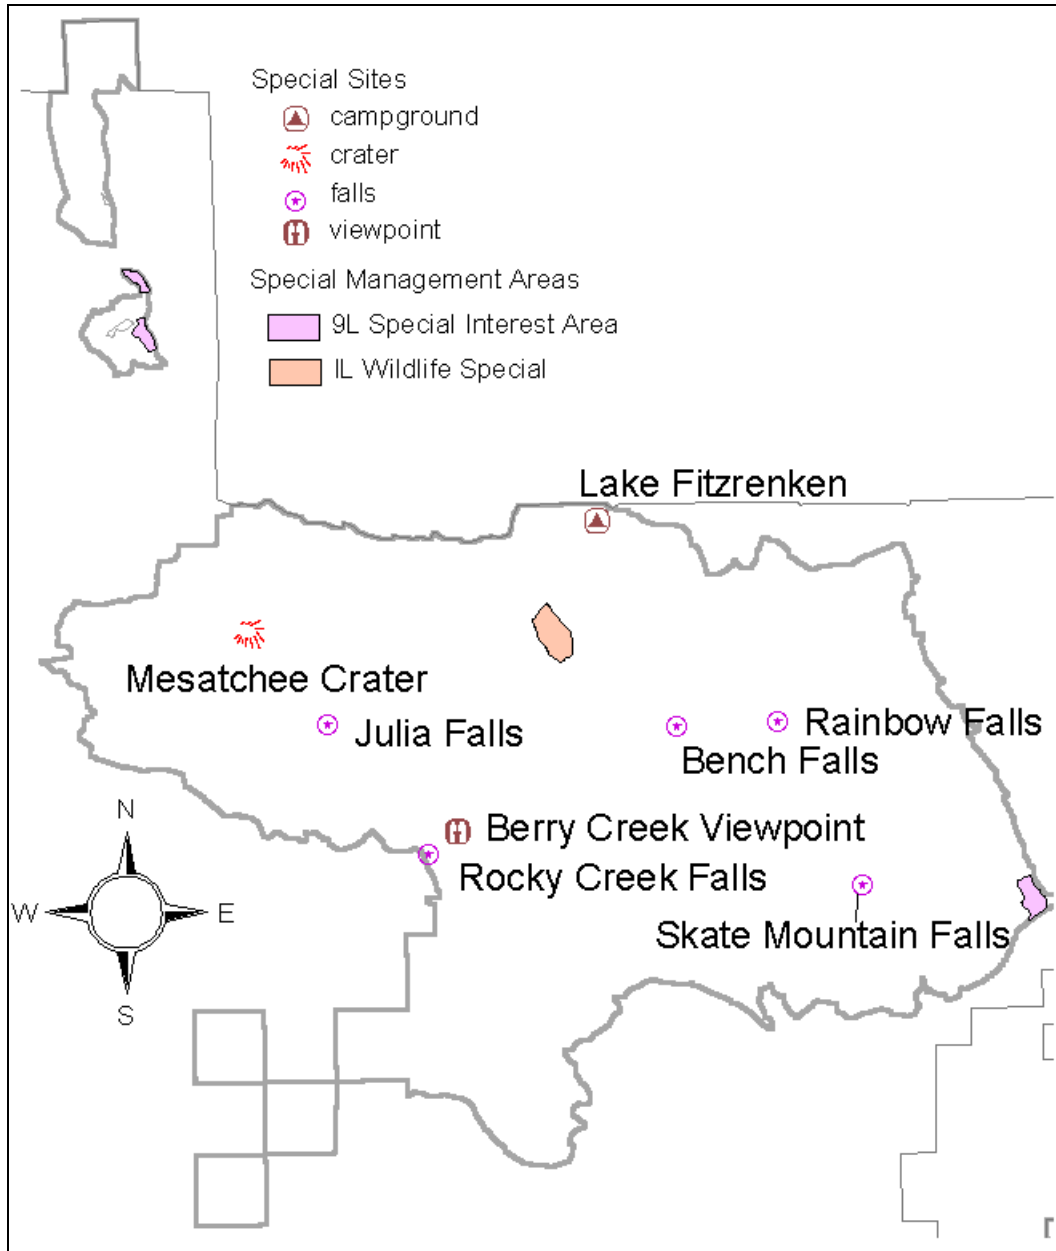 Special Sites
campground
crater
falls
viewpoint
Special Management Areas
9L Special Interest Area
IL Wildlife Special
Lake Fitzrenken
Mesatchee Crater
Julia Falls
Rainbow Falls
Bench Falls
Berry Creek Viewpoint
Rocky Creek Falls
Skate Mountain Falls
N
W
E
S